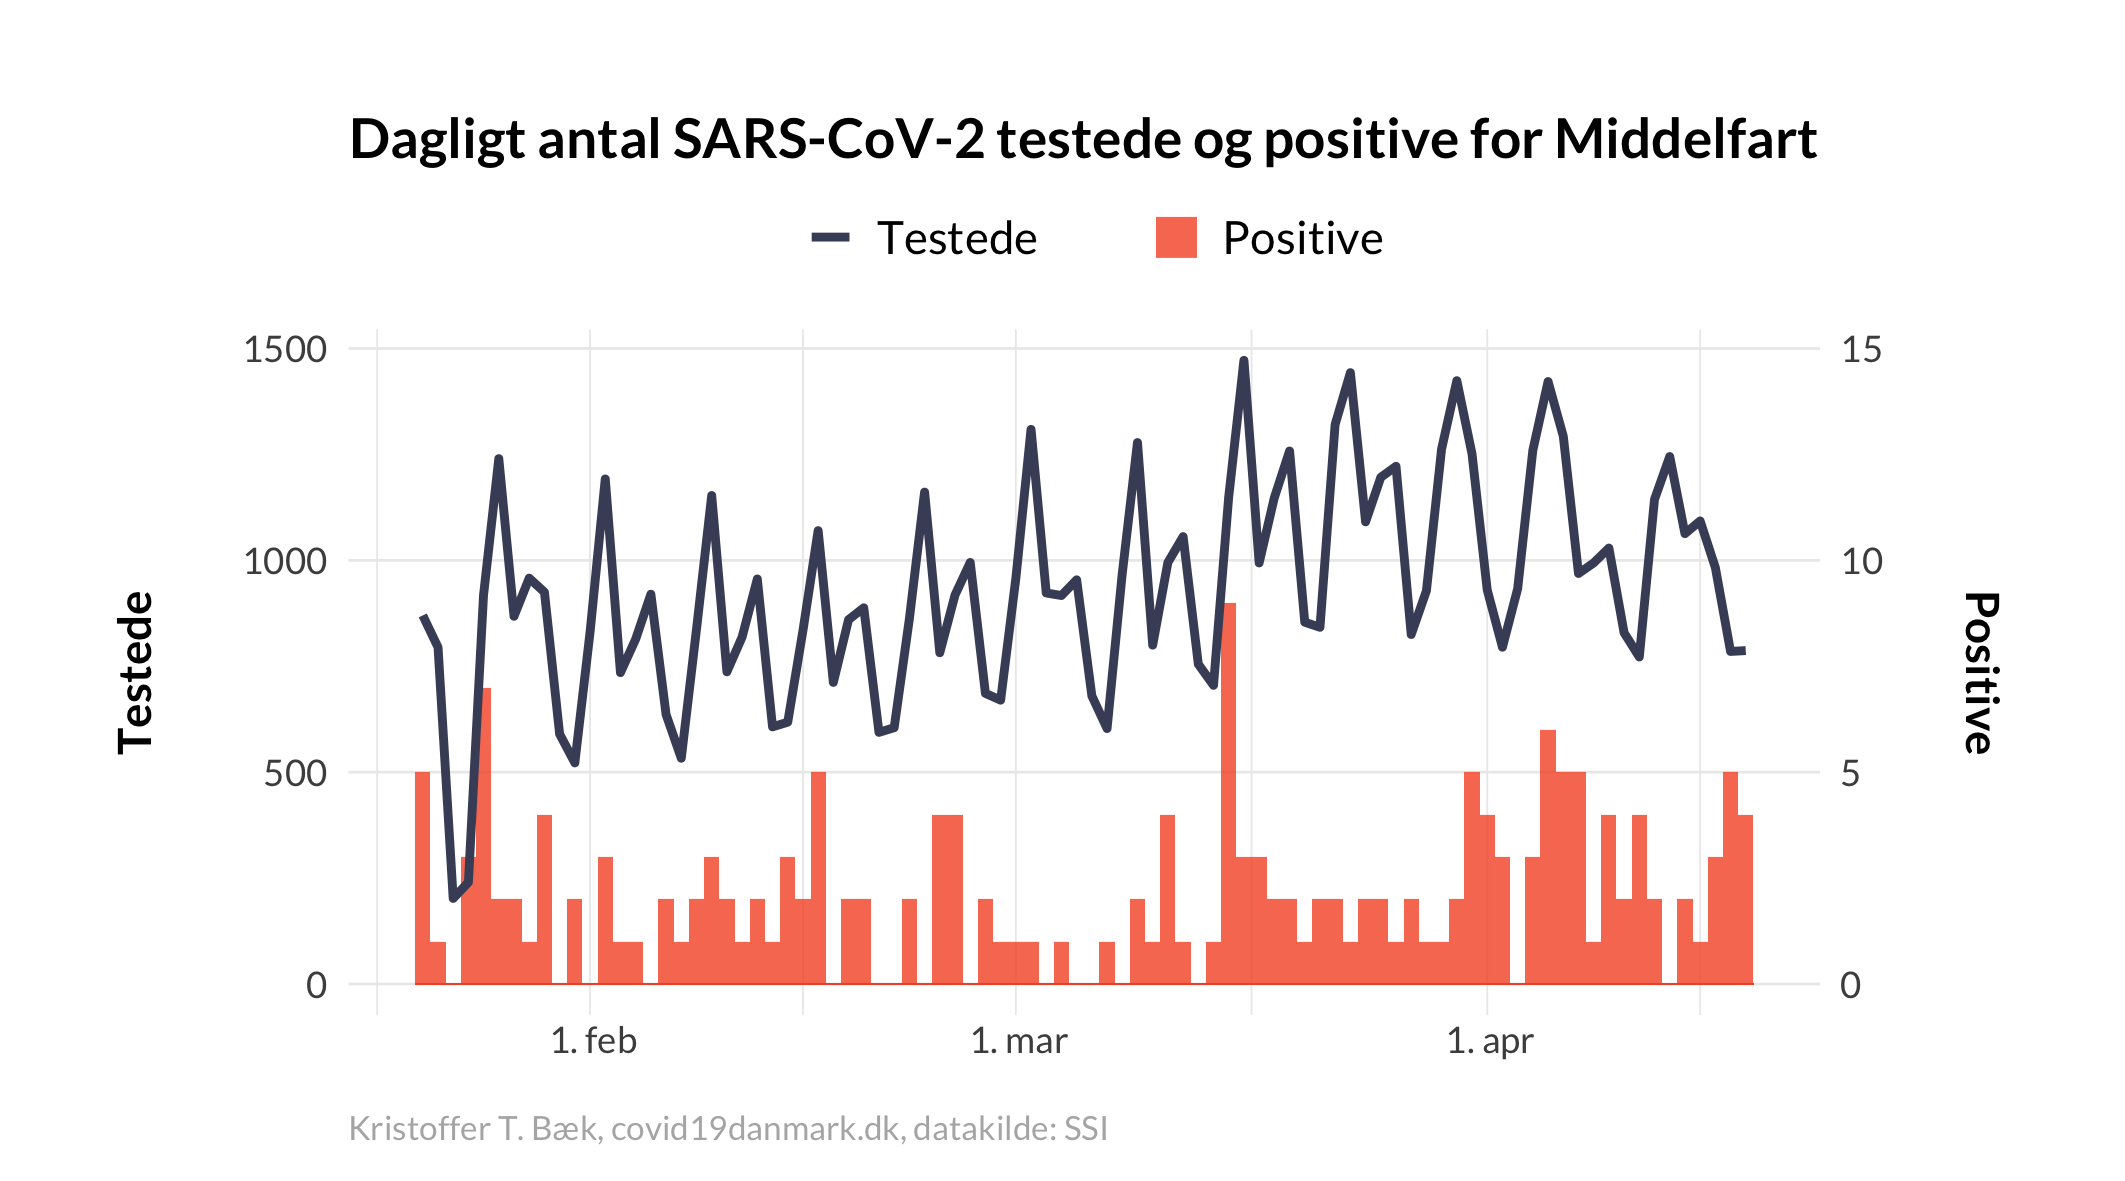 Dagligt antal SARS-CoV-2 testede og positive for Middelfart
Testede Positive
1500 15
1000 10
500 5
0 0
Testede
Positive
1. feb 1. mar 1. apr
Kristoffer T. Bæk, covid19danmark.dk, datakilde: SSI